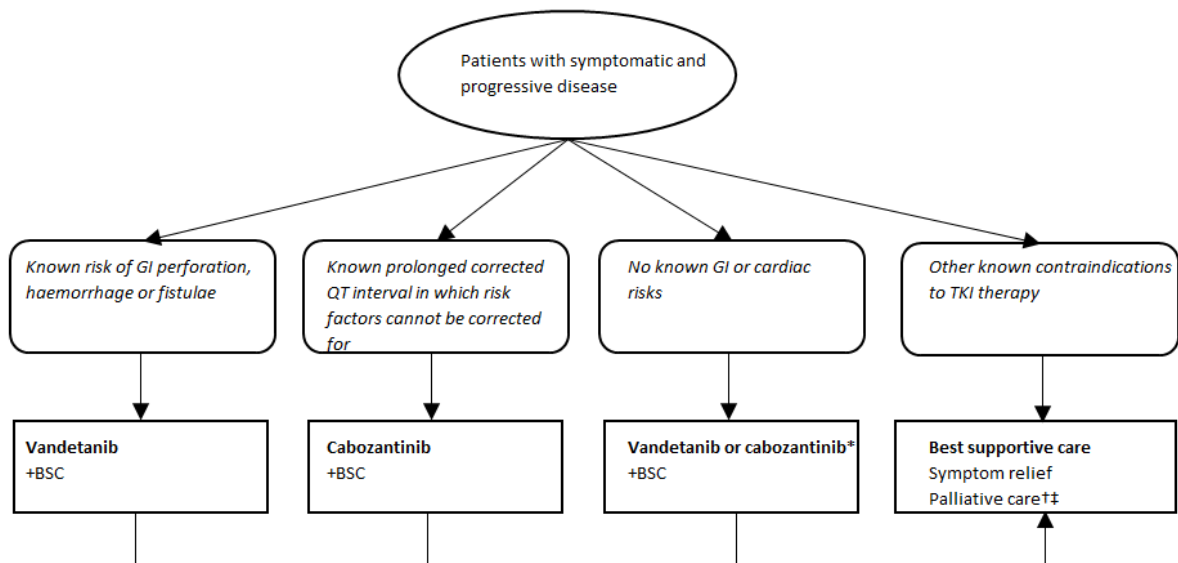 Patients with symptomatic and
progressive disease
Known risk of GI perforation,
haemorrhage or fistulae
Known prolonged corrected
QT interval in which risk
factors cannot be corrected
for
No known GI or cardiac
risks
Other known contraindications
to TKI therapy
Vandetanib
+BSC
Cabozantinib
+BSC
Vandetanib or cabozantinib*
+BSC
Best supportive care
Symptom relief
Palliative care†‡